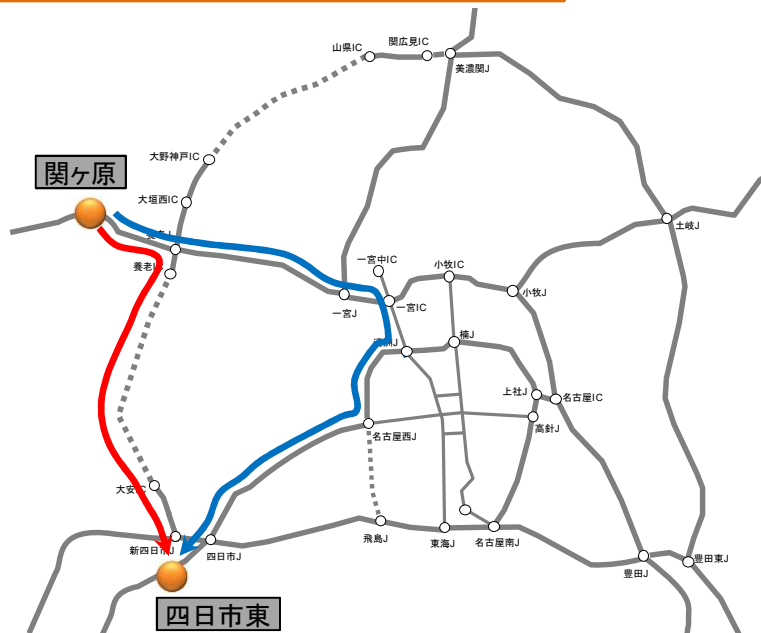 山県IC
関広見IC
美濃関J
大野神戸IC
関ヶ原
大垣西IC
土岐J
養老IC
一宮中IC
小牧IC
小牧J
一宮J
一宮IC
楠J
上社J
名古屋IC
高針J
名古屋西J
大安IC
新四日市J
四日市J
飛島J
東海J
名古屋南J
豊田J
豊田東J
四日市東